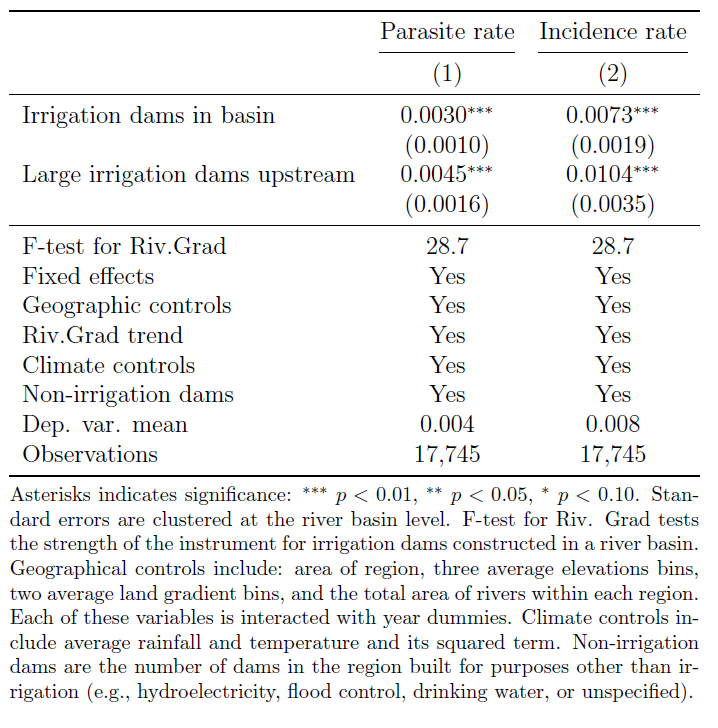 Parasite rate Incidence rate
(1) (2)
Irrigation dams in basin 0.0030*** 0.0073***
(0.0010) (0.0019)
Large irrigation dams upstream 0.0045*** 0.0104***
(0.0016) (0.0035)
F-test for Riv.Grad 28.7 28.7
Fixed effects Yes Yes
Geographic controls Yes Yes
Riv.Grad trend Yes Yes
Climate controls Yes Yes
Non-irrigation dams Yes Yes
Dep. var. mean 0.004 0.008
Observations 17,745 17,745
Asterisks indicates significance: *** p < 0.01, ** p < 0.05, * p < 0.10. Stan-
dard errors are clustered at the river basin level. F-test for Riv. Grad tests
the strength of the instrument for irrigation dams constructed in a river basin.
Geographical controls include: area of region, three average elevations bins,
two average land gradient bins, and the total area of rivers within each region.
Each of these variables is interacted with year dummies. Climate controls in-
clude average rainfall and temperature and its squared term. Non-irrigation
dams are the number of dams in the region built for purposes other than ir-
rigation (e.g., hydroelectricity, flood control, drinking water, or unspecified).